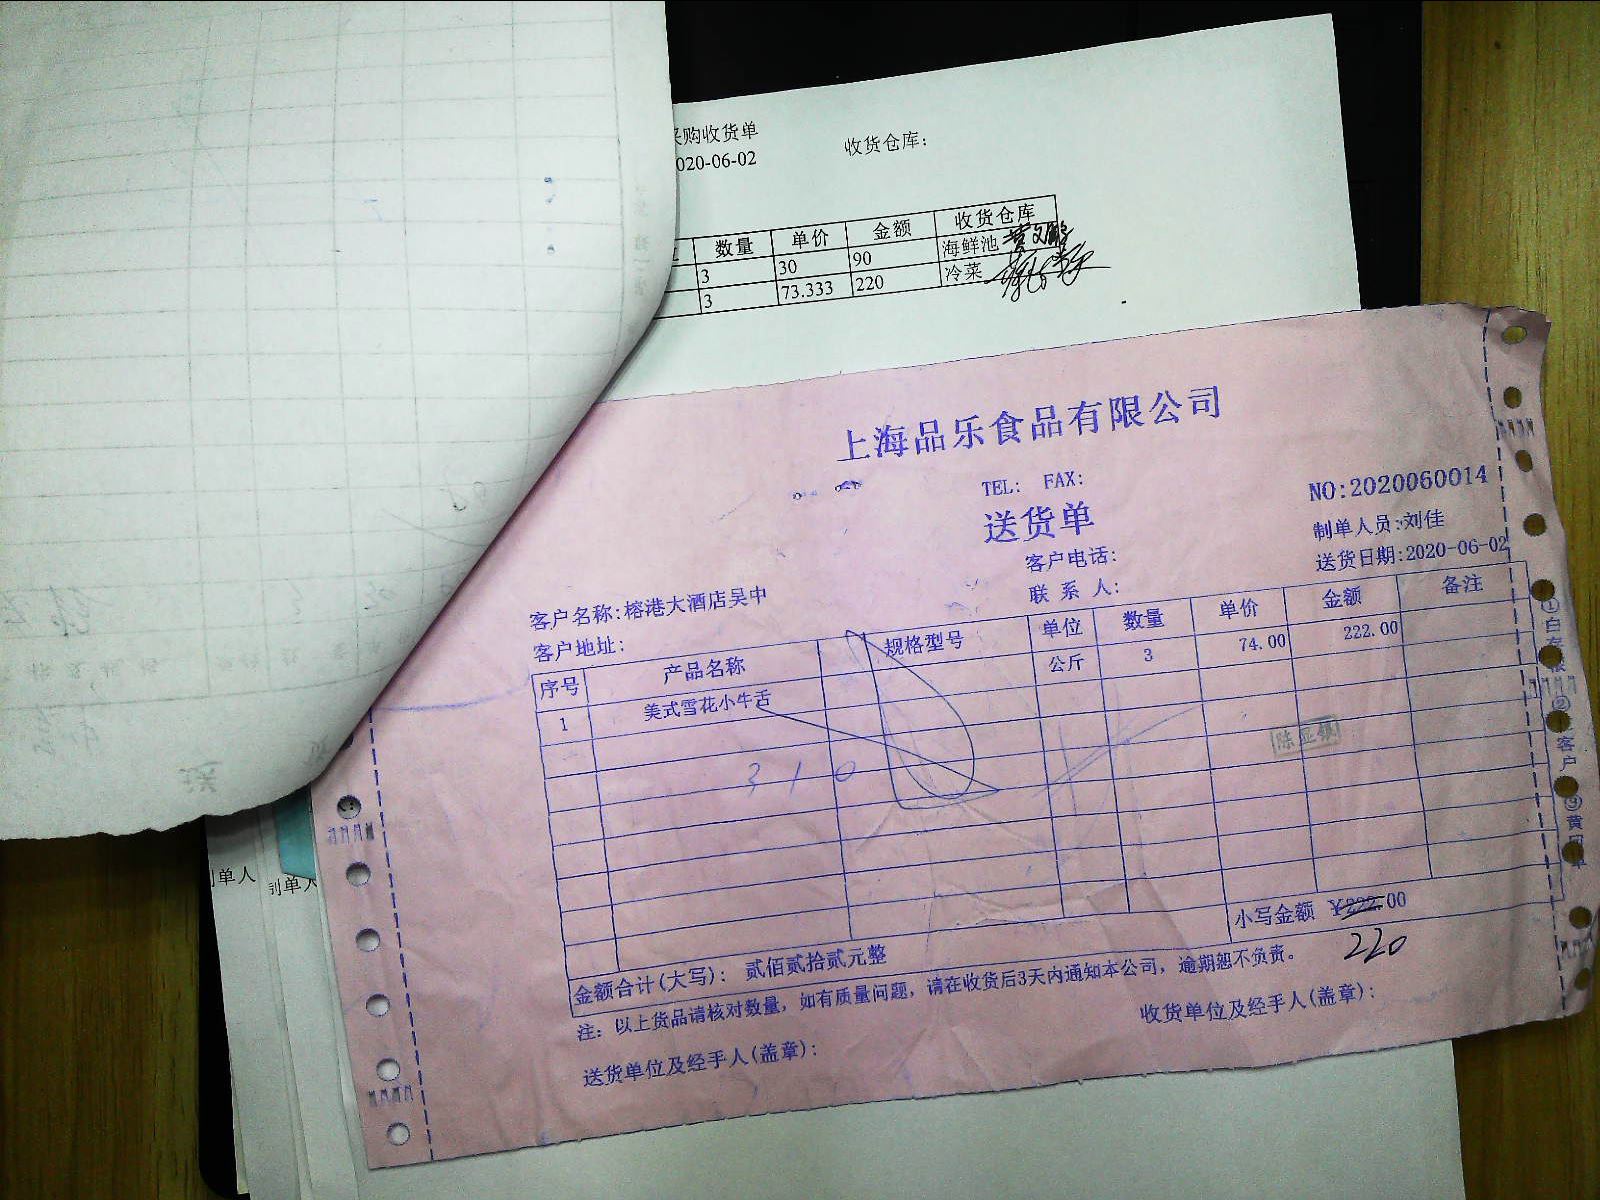 购收货单
020-06-02
收货仓库:
数量 单价 金额 收货仓库
3 30 90 海鲜池
3 73.333 220 冷菜
上海品乐食品有限公司
TEL: FAX:
NO:2020060014
送货单
制单人员:刘佳
客户电话:
送货日期:2020-06-02
客户名称:榕港大酒店吴中
联系人:
客户地址:
序号 产品名称 规格型号 单位 数量 单价 金额 备注
1 美式雪花小牛舌 公斤 3 74.00 222.00
310
小写金额 ¥222.00
220
金额合计(大写): 贰佰贰拾贰元整
注: 以上货品请核对数量, 如有质量问题, 请在收货后3天内通知本公司, 逾期恕不负责。
送货单位及经手人(盖章):
收货单位及经手人(盖章):
制单人